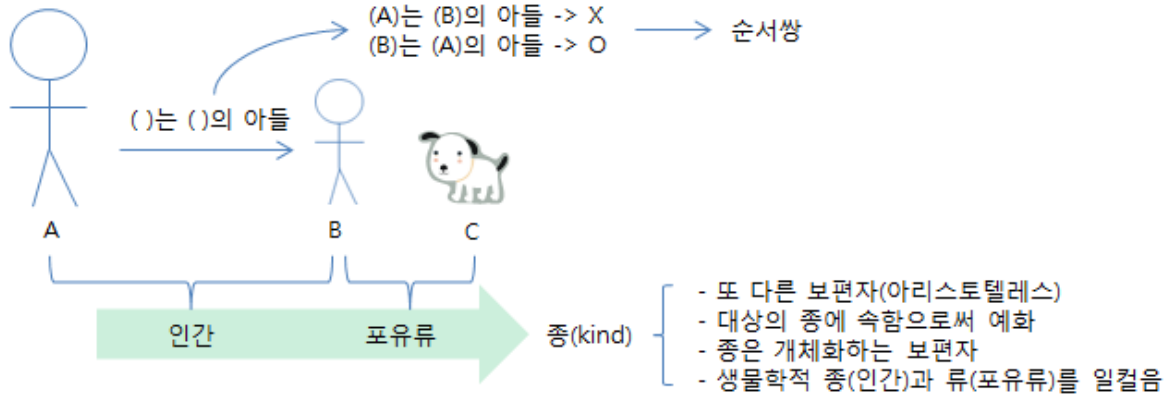 (A)는 (B)의 아들 -> X
(B)는 (A)의 아들 -> O
순서쌍
( )는 ( )의 아들
A
B
C
인간
포유류
종(kind)
- 또 다른 보편자(아리스토텔레스)
- 대상의 종에 속함으로써 예화
- 종은 개체화하는 보편자
- 생물학적 종(인간)과 류(포유류)를 일컬음